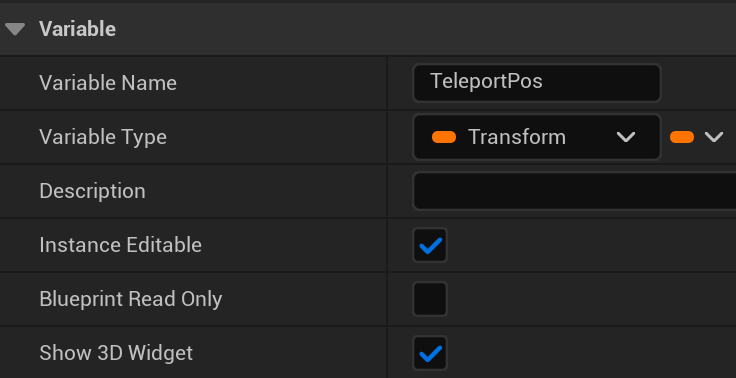 Variable
Variable Name TeleportPos
Variable Type Transform
Description
Instance Editable
Blueprint Read Only
Show 3D Widget